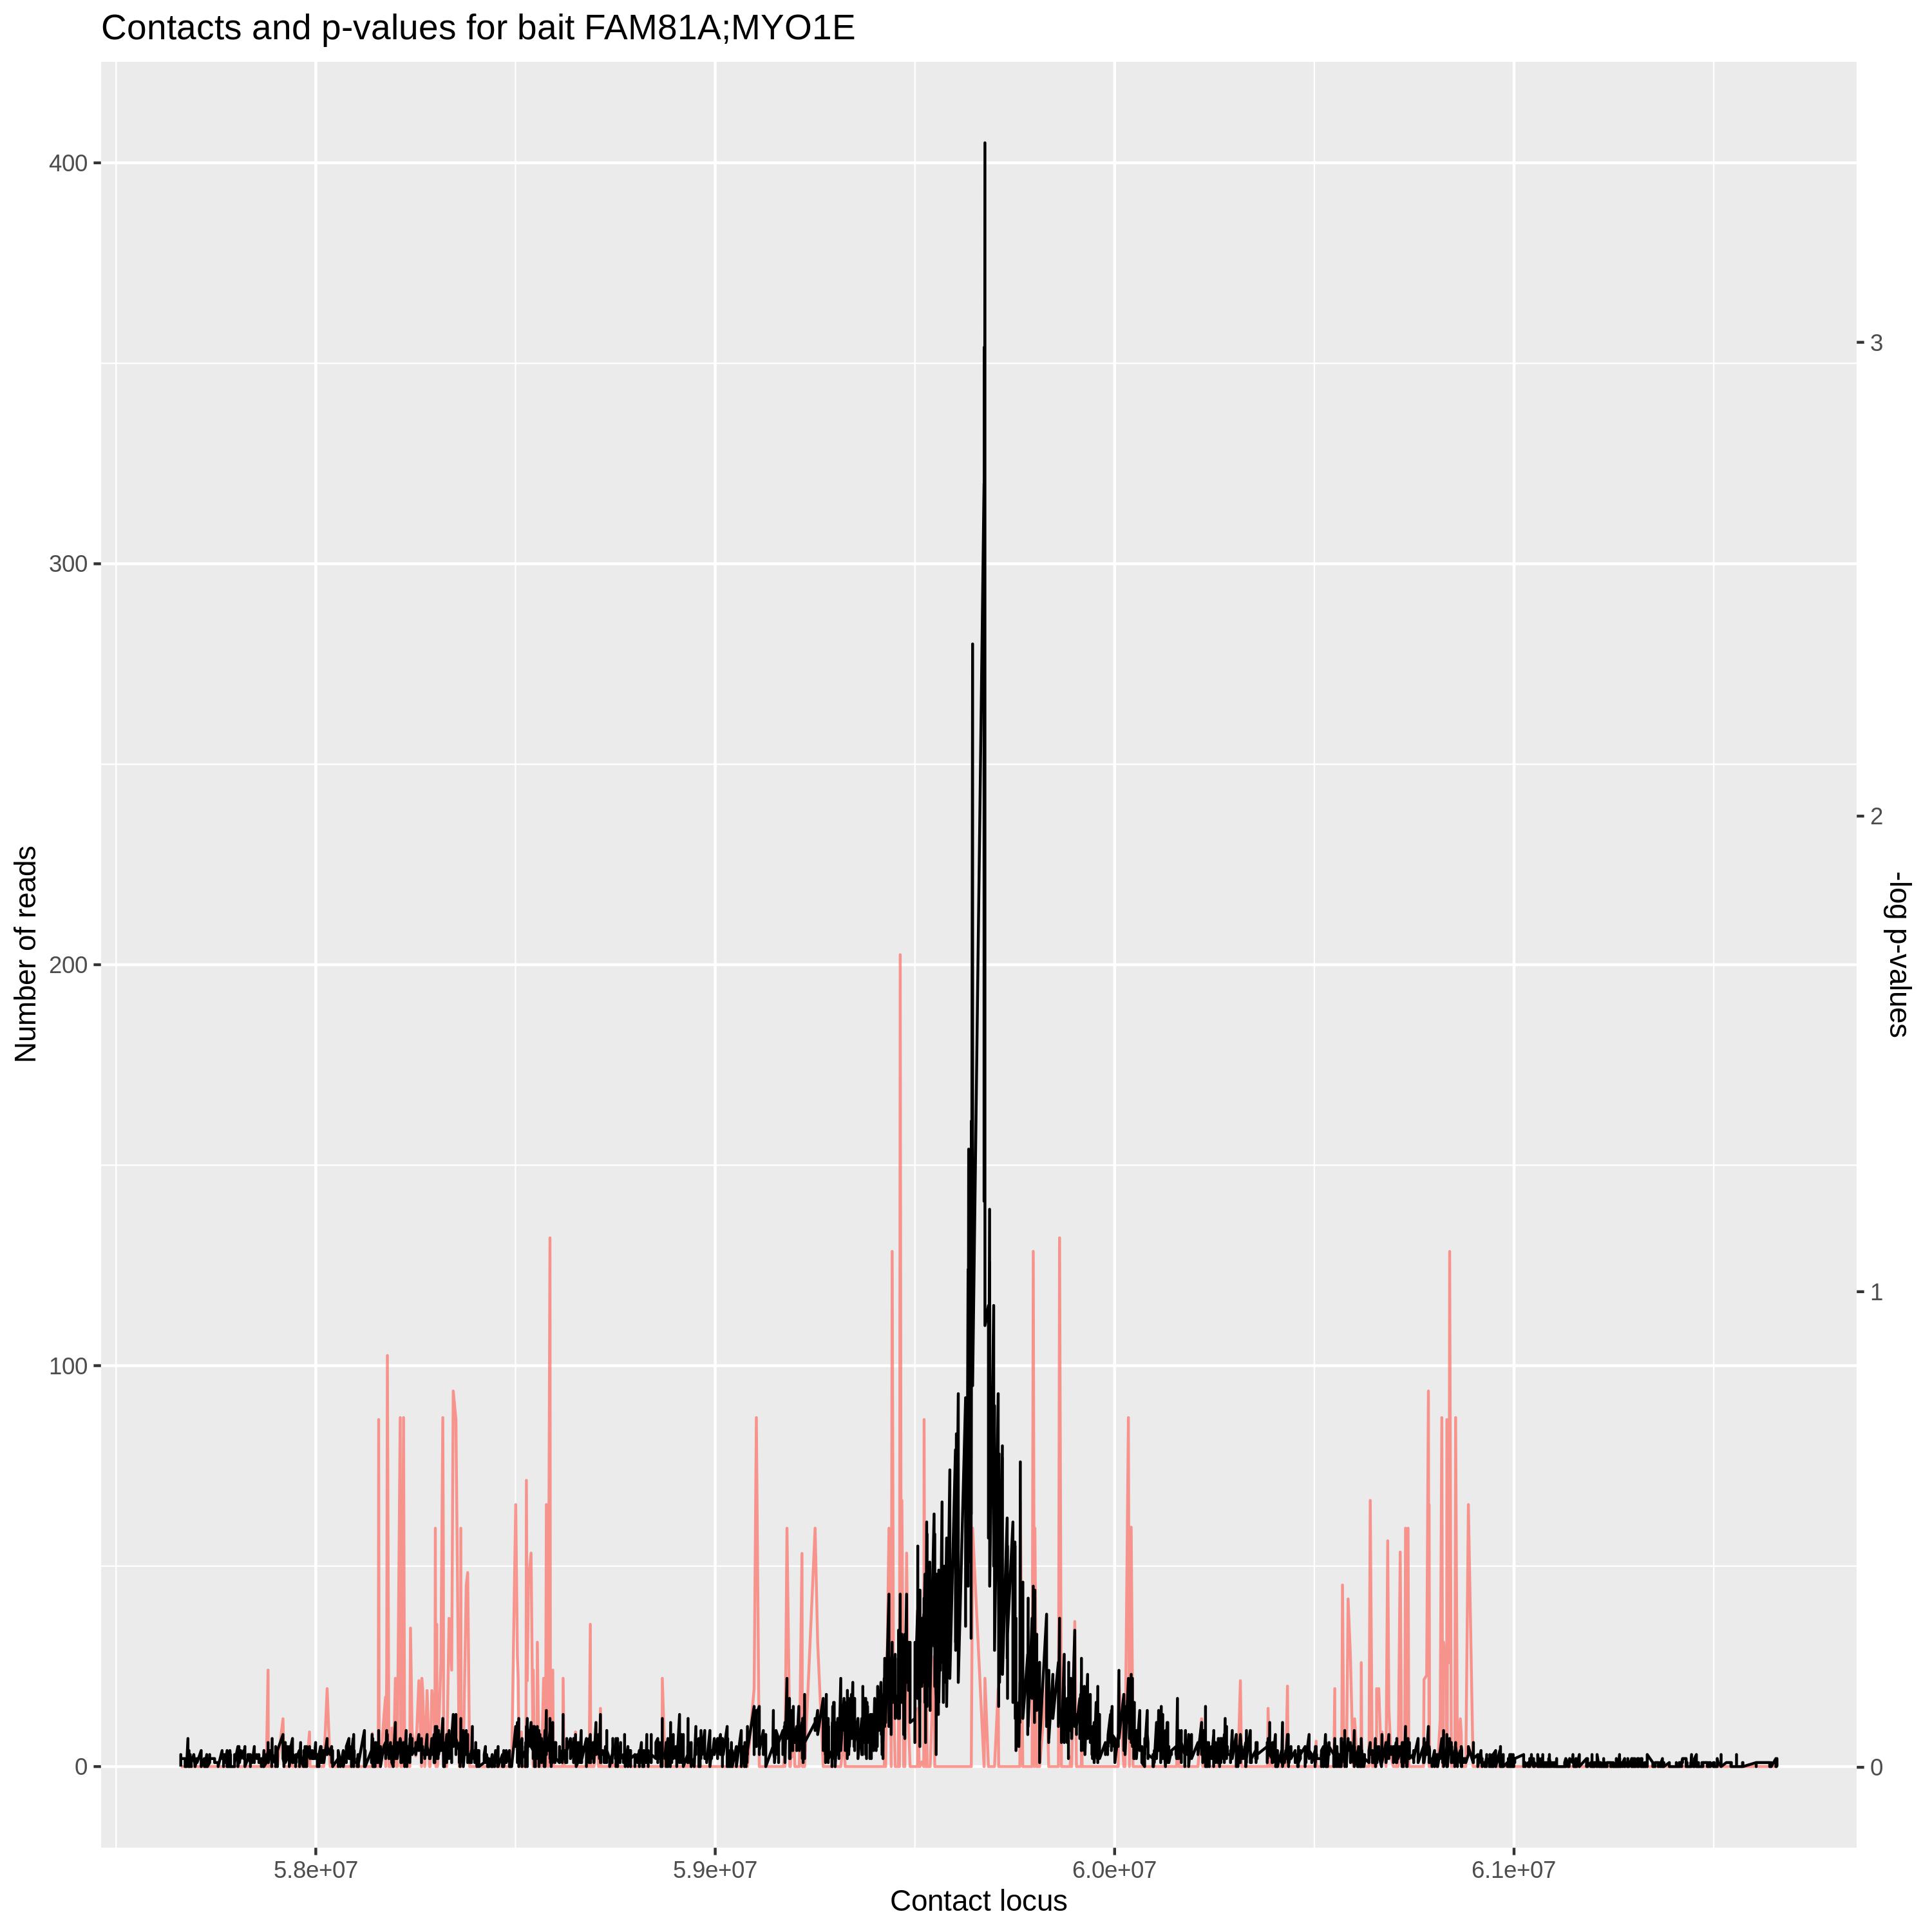 Contacts and p-values for bait FAM81A;MYO1E
400
300
200
100
0
Number of reads
3
2
1
0
-log p-values
5.8e+07
5.9e+07
6.0e+07
6.1e+07
Contact locus